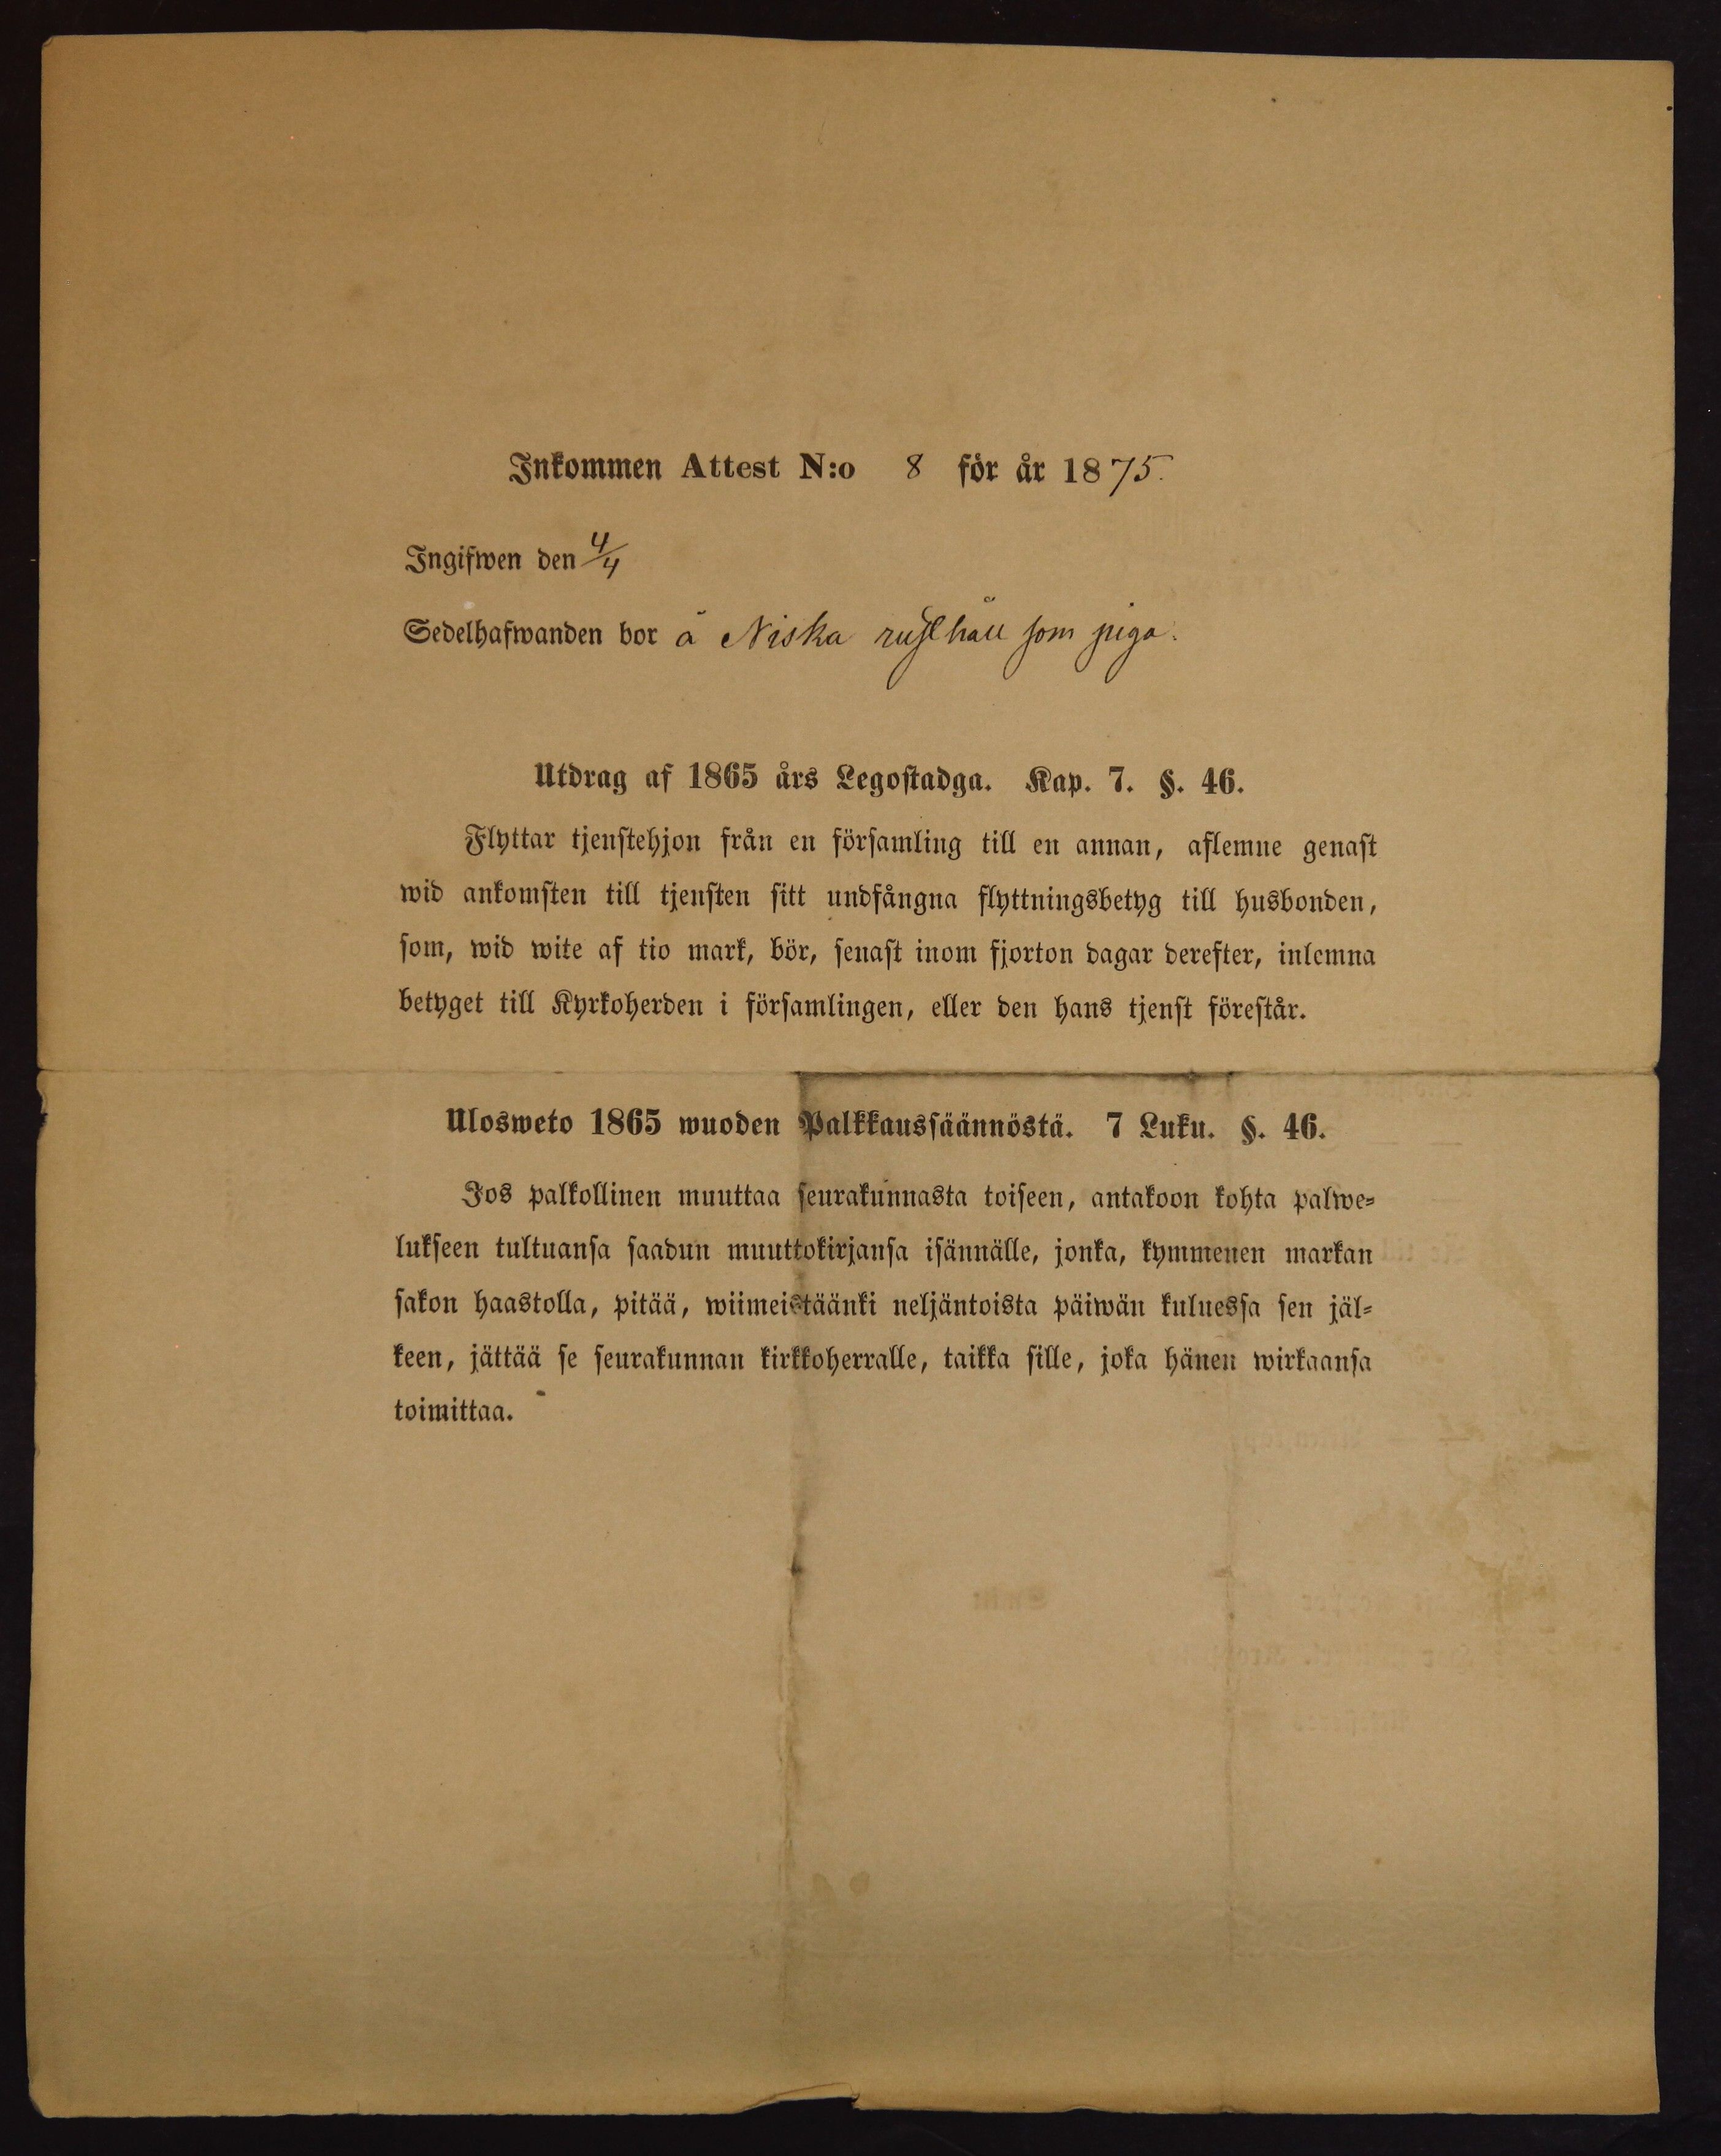 Inkommen Attest N:o 8 för år 1875.
Ingifwen den 4/4
Sedelhafwanden bor å Niska rusthåll som piga.
Utdrag af 1865 års Legostadga. Kap. 7. §. 46.
Flyttar tjenstehjon från en församling till en annan, aflemne genast
wid ankomsten till tjensten sitt undfångna flyttningsbetyg till husbonden,
som, wid wite af tio mark, bör, senast inom fjorton dagar derefter, inlemna
betyget till Kyrkoherden i församlingen, eller den hans tjenst förestår.
Ulosweto 1865 wuoden Palkkaussäännöstä. 7 Luku. §. 46.
Jos palkollinen muuttaa seurakunnasta toiseen, antakoon kohta palwe-
lukseen tultuansa saadun muuttokirjansa isännälle, jonka, kymmenen markan
sakon haastolla, pitää, wiimeistäänki neljäntoista päiwän kuluessa sen jäl-
keen, jättää se seurakunnan kirkkoherralle, taikka sille, joka hänen wirkaansa
toimittaa.